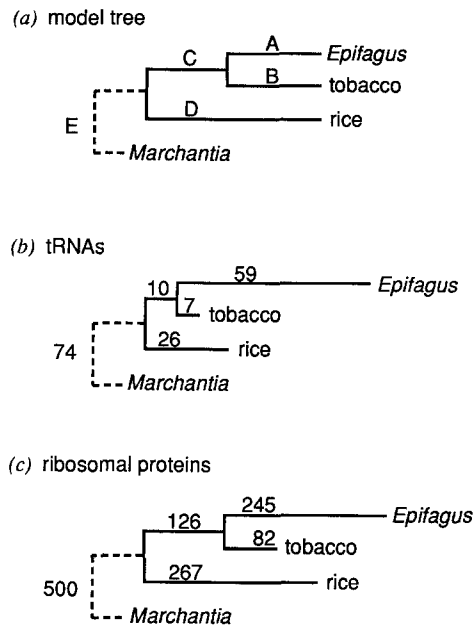 (a) model tree
A
Epifagus
C
B
tobacco
D
rice
E
Marchantia
(b) tRNAs
59
Epifagus
10
7
tobacco
26
rice
74
Marchantia
(c) ribosomal proteins
245
Epifagus
126
82
tobacco
267
rice
500
Marchantia